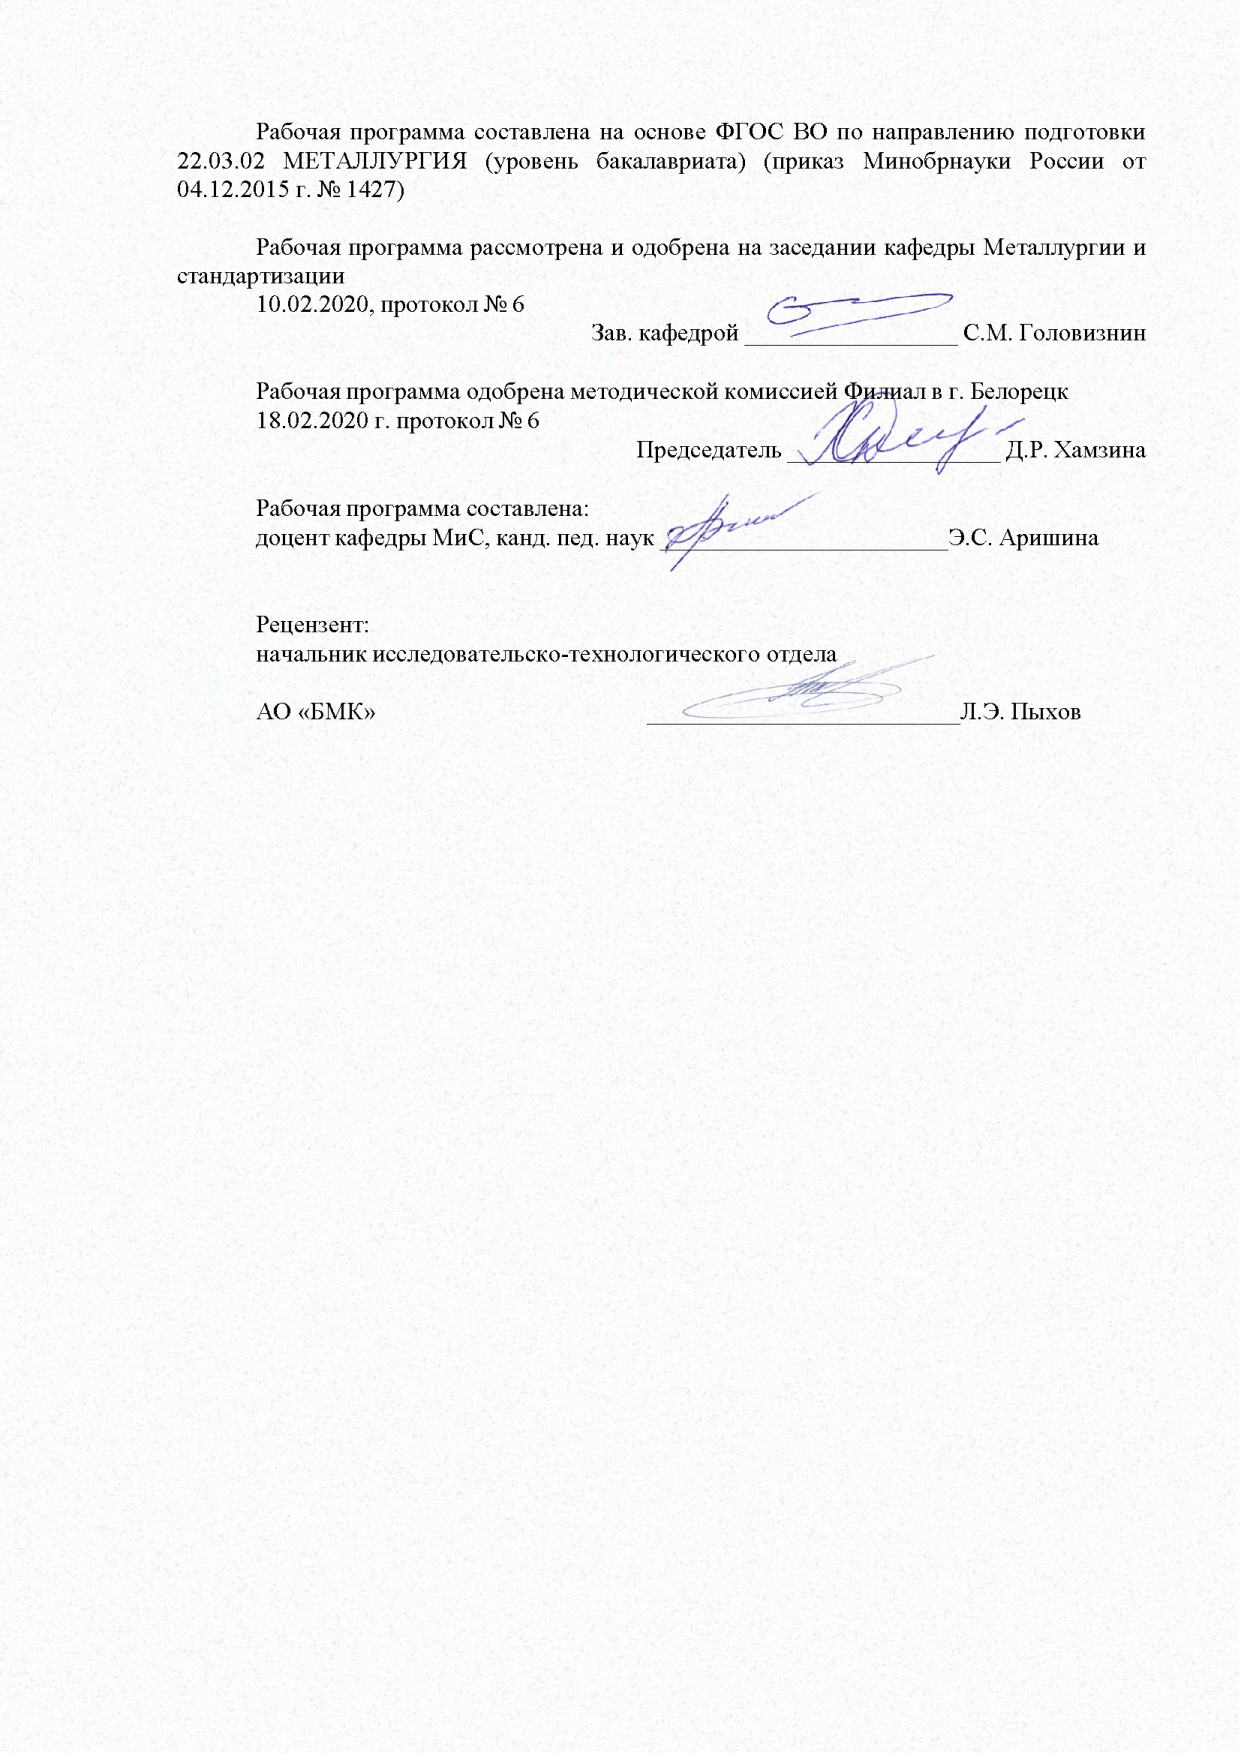 Рабочая программа составлена на основе ФГОС ВО по направлению подготовки
22.03.02 МЕТАЛЛУРГИЯ (уровень бакалавриата) (приказ Минобрнауки России от
04.12.2015 г. № 1427)
Рабочая программа рассмотрена и одобрена на заседании кафедры Металлургии и
стандартизации
10.02.2020, протокол № 6
Зав. кафедрой _________________ С.М. Головизнин
Рабочая программа одобрена методической комиссией Филиал в г. Белорецк
18.02.2020 г. протокол № 6
Председатель _________________ Д.Р. Хамзина
Рабочая программа составлена:
доцент кафедры МиС, канд. пед. наук _______________________Э.С. Аришина
Рецензент:
начальник исследовательско-технологического отдела
АО «БМК» _________________________Л.Э. Пыхов